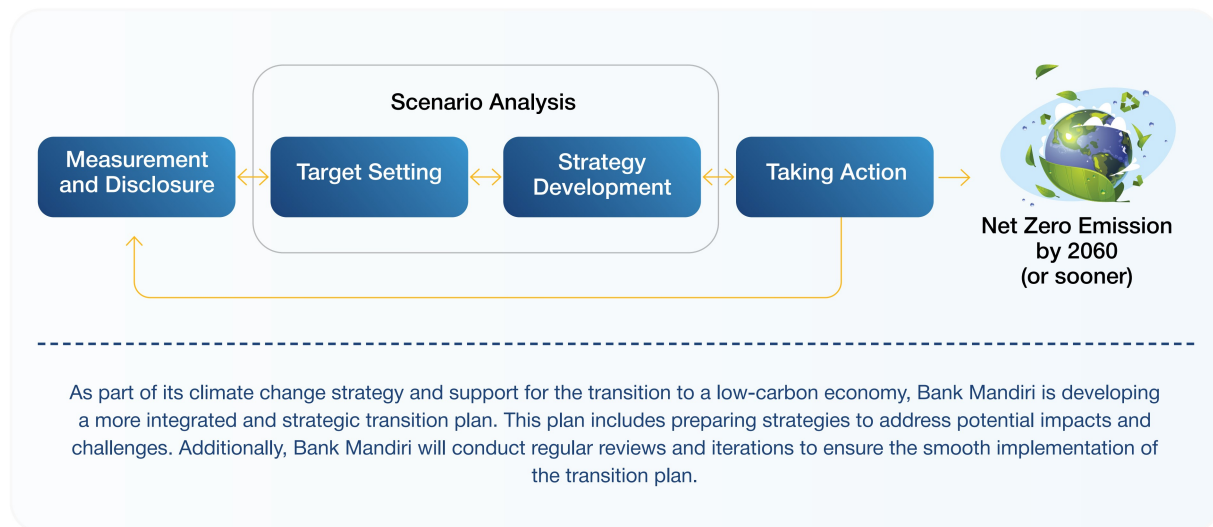 Scenario Analysis
Measurement
and Disclosure
Target Setting
Strategy
Development
Taking Action
Net Zero Emission
by 2060
(or sooner)
As part of its climate change strategy and support for the transition to a low-carbon economy, Bank Mandiri is developing
a more integrated and strategic transition plan. This plan includes preparing strategies to address potential impacts and
challenges. Additionally, Bank Mandiri will conduct regular reviews and iterations to ensure the smooth implementation of
the transition plan.